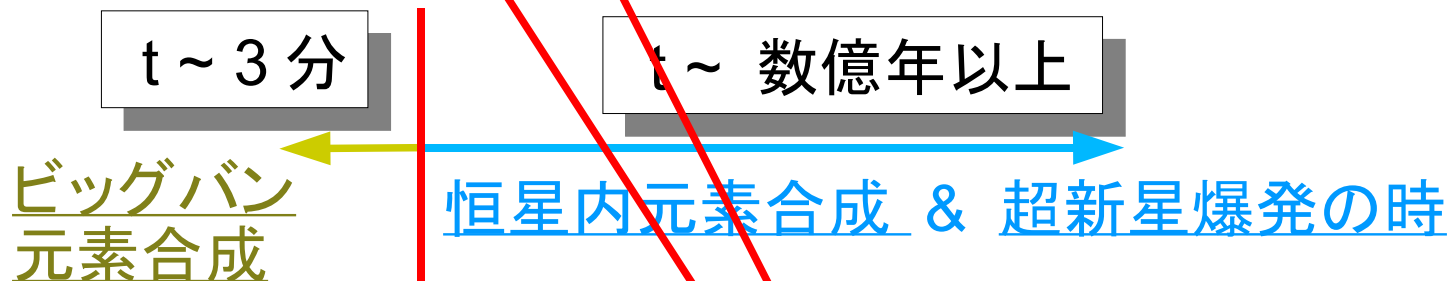 t ~ 3 分
t ~ 数億年以上
ビッグバン
元素合成
恒星内元素合成 & 超新星爆発の時